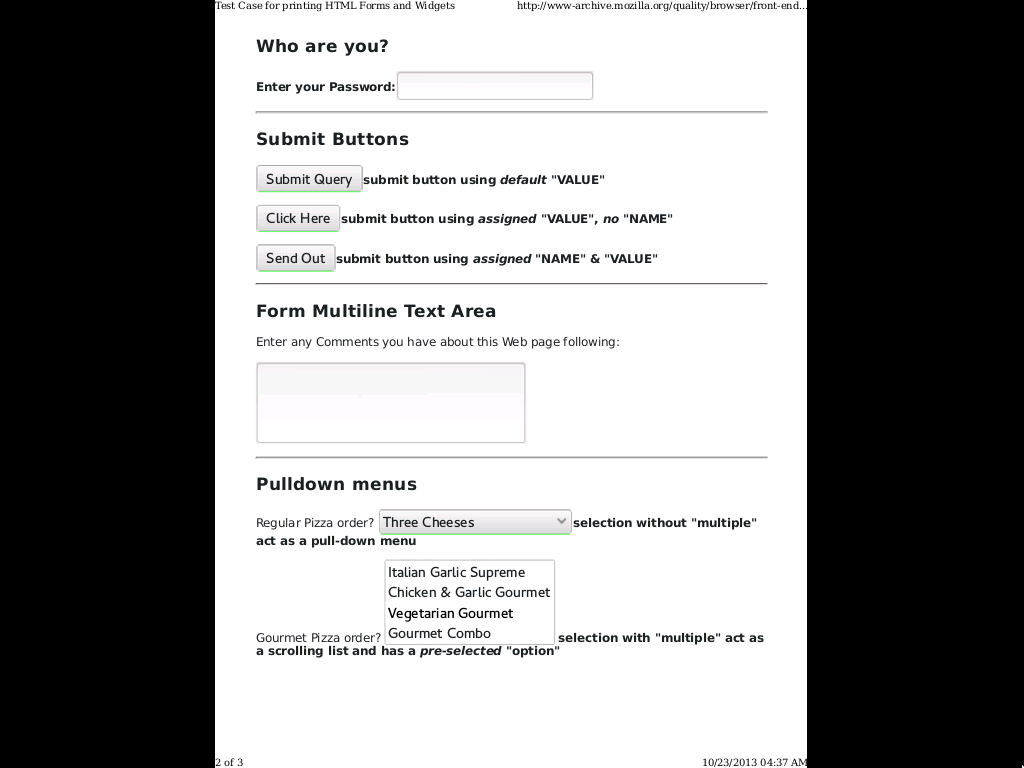 Test Case for printing HTML Forms and Widgets http://www-archive.mozilla.org/quality/browser/front-end...
Who are you?
Enter your Password:
Submit Buttons
Submit Query submit button using default "VALUE"
Click Here submit button using assigned "VALUE", no "NAME"
Send Out submit button using assigned "NAME" & "VALUE"
Form Multiline Text Area
Enter any Comments you have about this Web page following:
Pulldown menus
Regular Pizza order? Three Cheeses selection without "multiple"
act as a pull-down menu
Italian Garlic Supreme
Chicken & Garlic Gourmet
Vegetarian Gourmet
Gourmet Combo
Gourmet Pizza order? selection with "multiple" act as
a scrolling list and has a pre-selected "option"
2 of 3 10/23/2013 04:37 AM